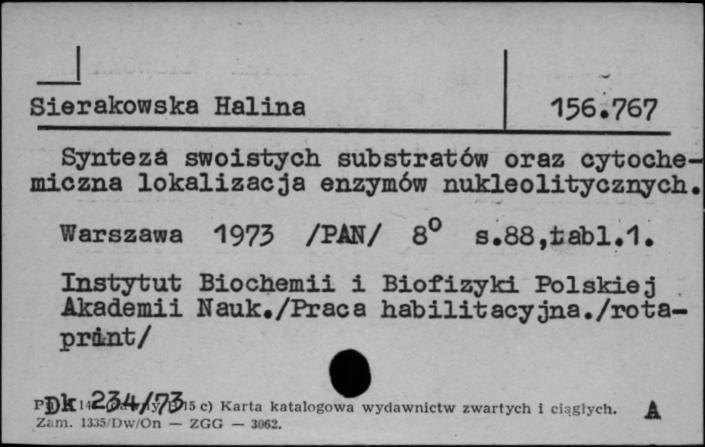 Sierakowska Halina 156.767
Synteza swoistych substratów oraz cytoche-
miczna lokalizacja enzymów nukleolitycznych.
Warszawa 1973 /PAN/ 8° s.88,tabl.1.
Instytut Biochemii i Biofizyki Polskiej
Akademii Nauk./Praca habilitacyjna./rota-
print/
Dk 234/73 15 c) Karta katalogowa wydawnictw zwartych i ciągłych. A
Zam. 1335/Dw/On — ZGG — 3062.